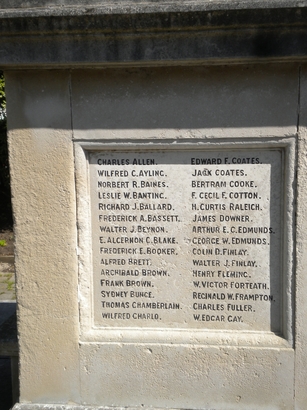 CHARLES ALLEN.
WILFRED C. AYLING.
NORBERT R. BAINES.
LESLIE W. BANTING.
RICHARD J. BALLARD.
FREDERICK A. BASSETT.
WALTER J. BEYNON.
E. ALGERNON C. BLAKE.
FREDERICK E. BOOKER.
ALFRED BRETT.
ARCHIBALD BROWN.
FRANK BROWN.
SYDNEY BUNCE.
THOMAS CHAMBERLAIN.
WILFRID CHARLO.
EDWARD F. COATES.
JACK COATES.
BERTRAM COOKE.
F. CECIL F. COTTON.
H. CURTIS RALEICH.
JAMES DOWNER.
ARTHUR E. C. EDMUNDS.
GEORGE W. EDMUNDS.
COLIN D. FINLAY.
WALTER J. FINLAY.
HENRY FLEMING.
W. VICTOR FORTEATH.
REGINALD W. FRAMPTON.
CHARLES FULLER.
W. EDGAR GAY.